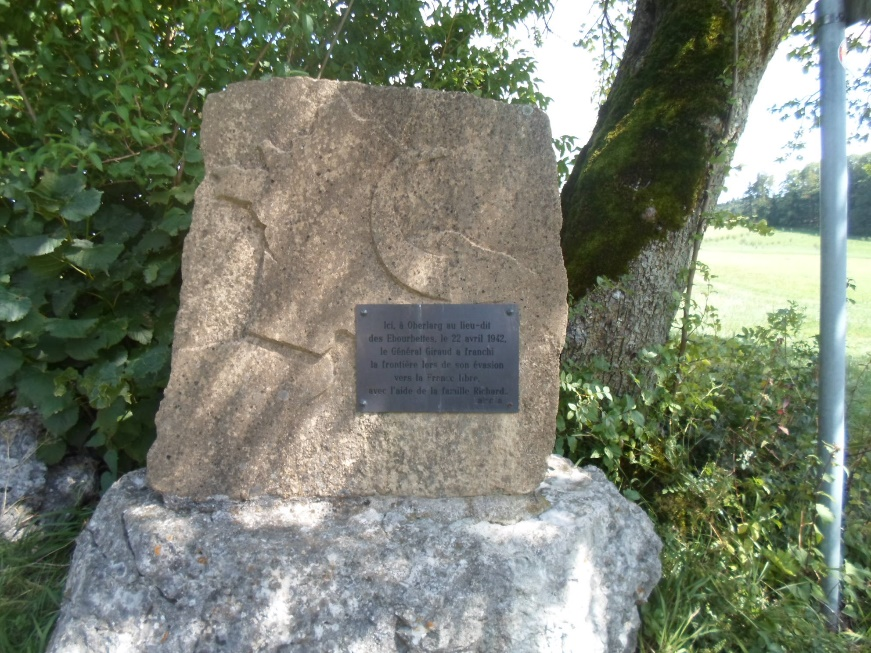 Ici, à Oberlarg au lieu-dit
des Ebourbettes, le 22 avril 1942,
le Général Giraud a franchi
la frontière lors de son évasion
vers la France libre,
avec l'aide de la famille Richard.